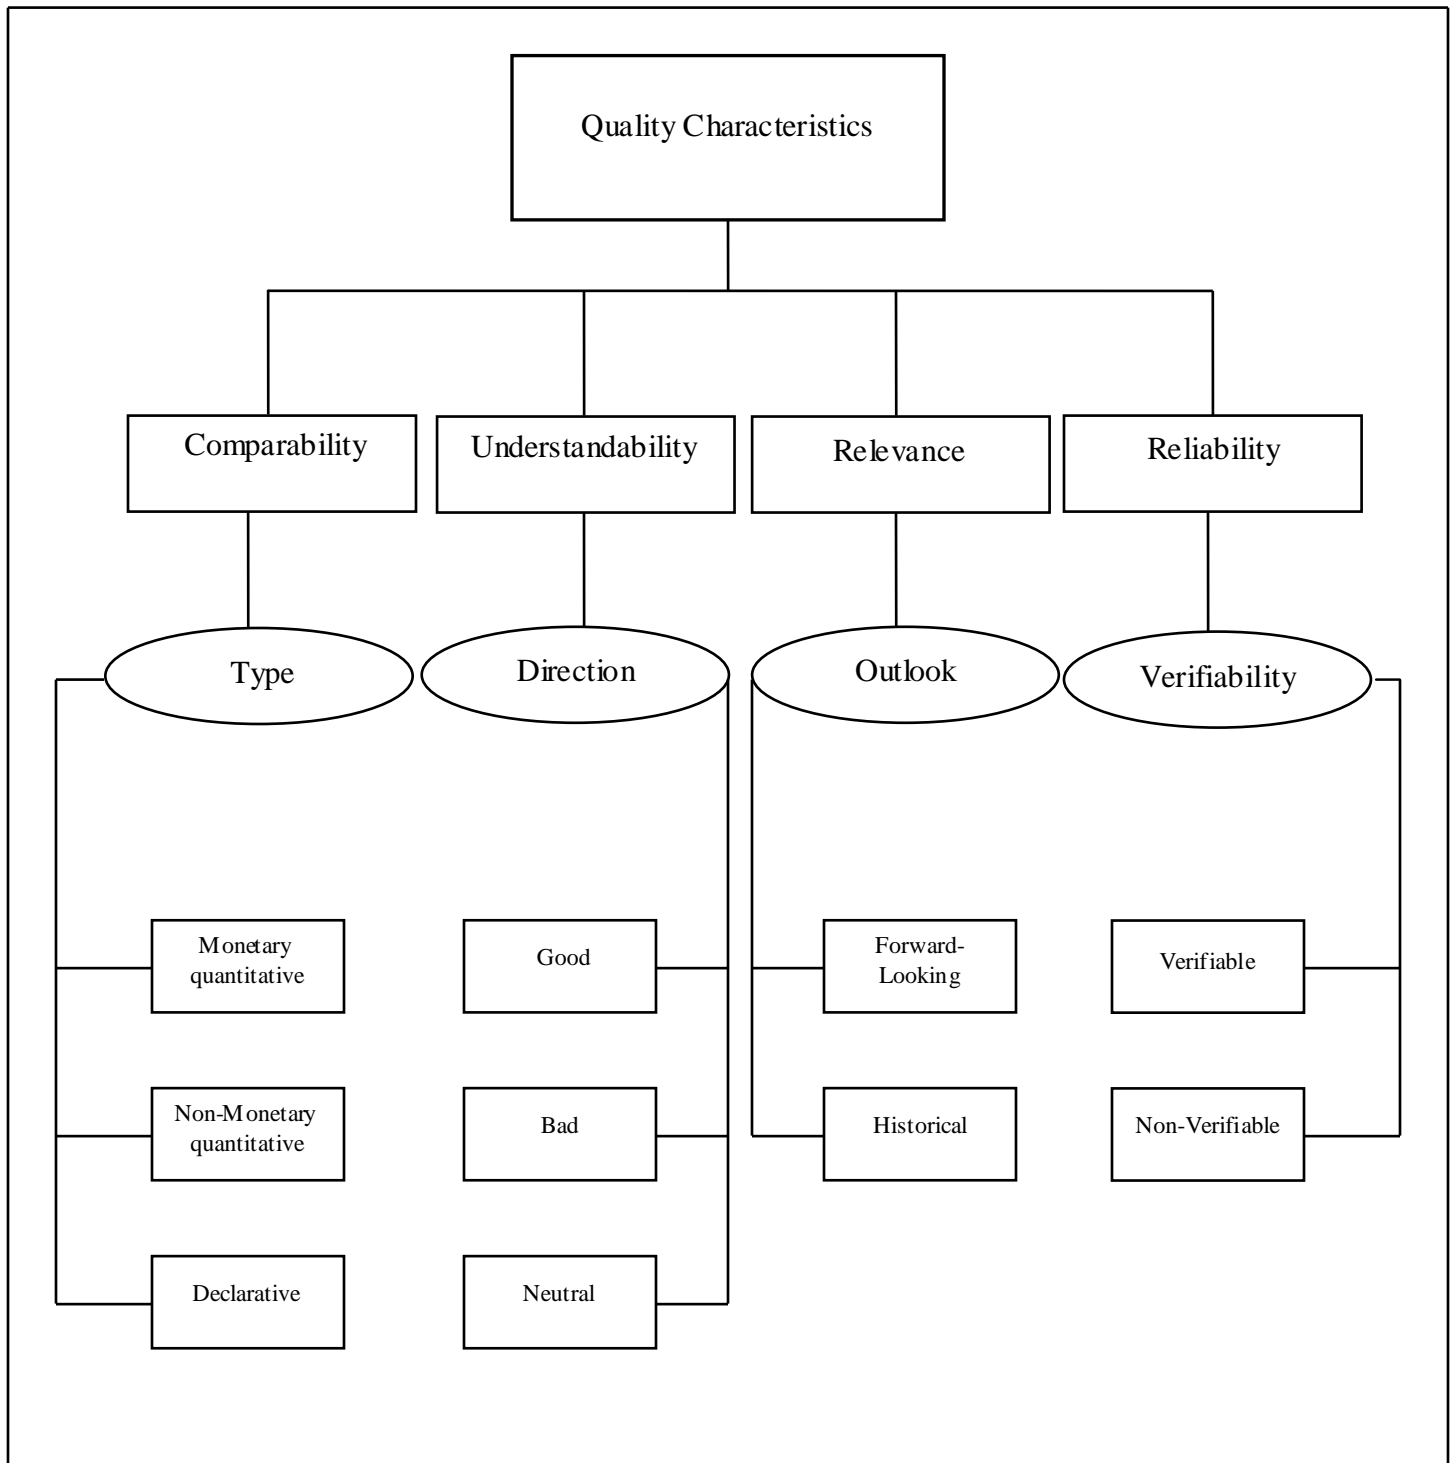 Quality Characteristics
Comparability
Understandability
Relevance
Reliability
Type
Direction
Outlook
Verifiability
Monetary
quantitative
Good
Forward-
Looking
Verifiable
Non-Monetary
quantitative
Bad
Historical
Non-Verifiable
Declarative
Neutral